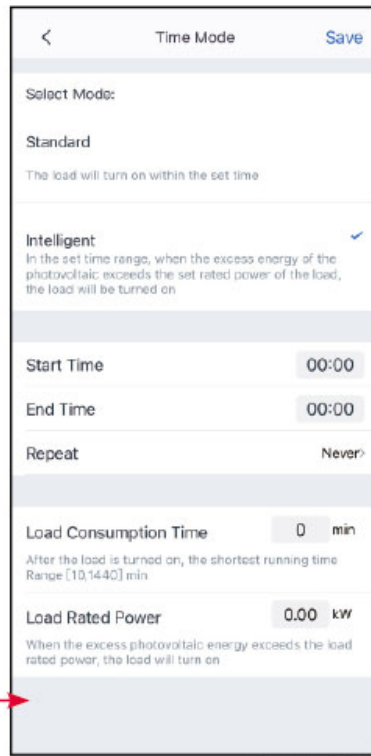 < Time Mode Save
Select Mode:
Standard
The load will turn on within the set time
Intelligent
In the set time range, when the excess energy of the
photovoltaic exceeds the set rated power of the load,
the load will be turned on
Start Time 00:00
End Time 00:00
Repeat Never>
Load Consumption Time 0 min
After the load is turned on, the shortest running time
Range [10,1440] min
Load Rated Power 0.00 kW
When the excess photovoltaic energy exceeds the load
rated power, the load will turn on